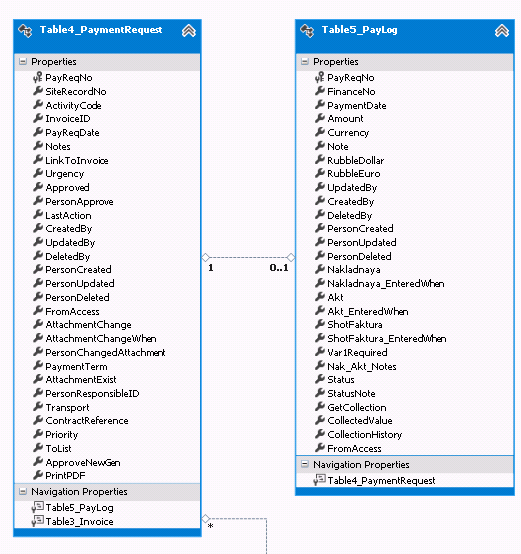 Table4_PaymentRequest
Properties
PayReqNo
SiteRecordNo
ActivityCode
InvoiceID
PayReqDate
Notes
LinkToInvoice
Urgency
Approved
PersonApprove
LastAction
CreatedBy
UpdatedBy
DeletedBy
PersonCreated
PersonUpdated
PersonDeleted
FromAccess
AttachmentChange
AttachmentChangeWhen
PersonChangedAttachment
PaymentTerm
AttachmentExist
PersonResponsibleID
Transport
ContractReference
Priority
ToList
ApproveNewGen
PrintPDF
Navigation Properties
Table5_PayLog
Table3_Invoice
1
0..1
*
Table5_PayLog
Properties
PayReqNo
FinanceNo
PaymentDate
Amount
Currency
Note
RubbleDollar
RubbleEuro
UpdatedBy
CreatedBy
DeletedBy
PersonCreated
PersonUpdated
PersonDeleted
Nakladnaya
Nakladnaya_EnteredWhen
Akt
Akt_EnteredWhen
ShotFaktura
ShotFaktura_EnteredWhen
Var1Required
Nak_Akt_Notes
Status
StatusNote
GetCollection
CollectedValue
CollectionHistory
FromAccess
Navigation Properties
Table4_PaymentRequest